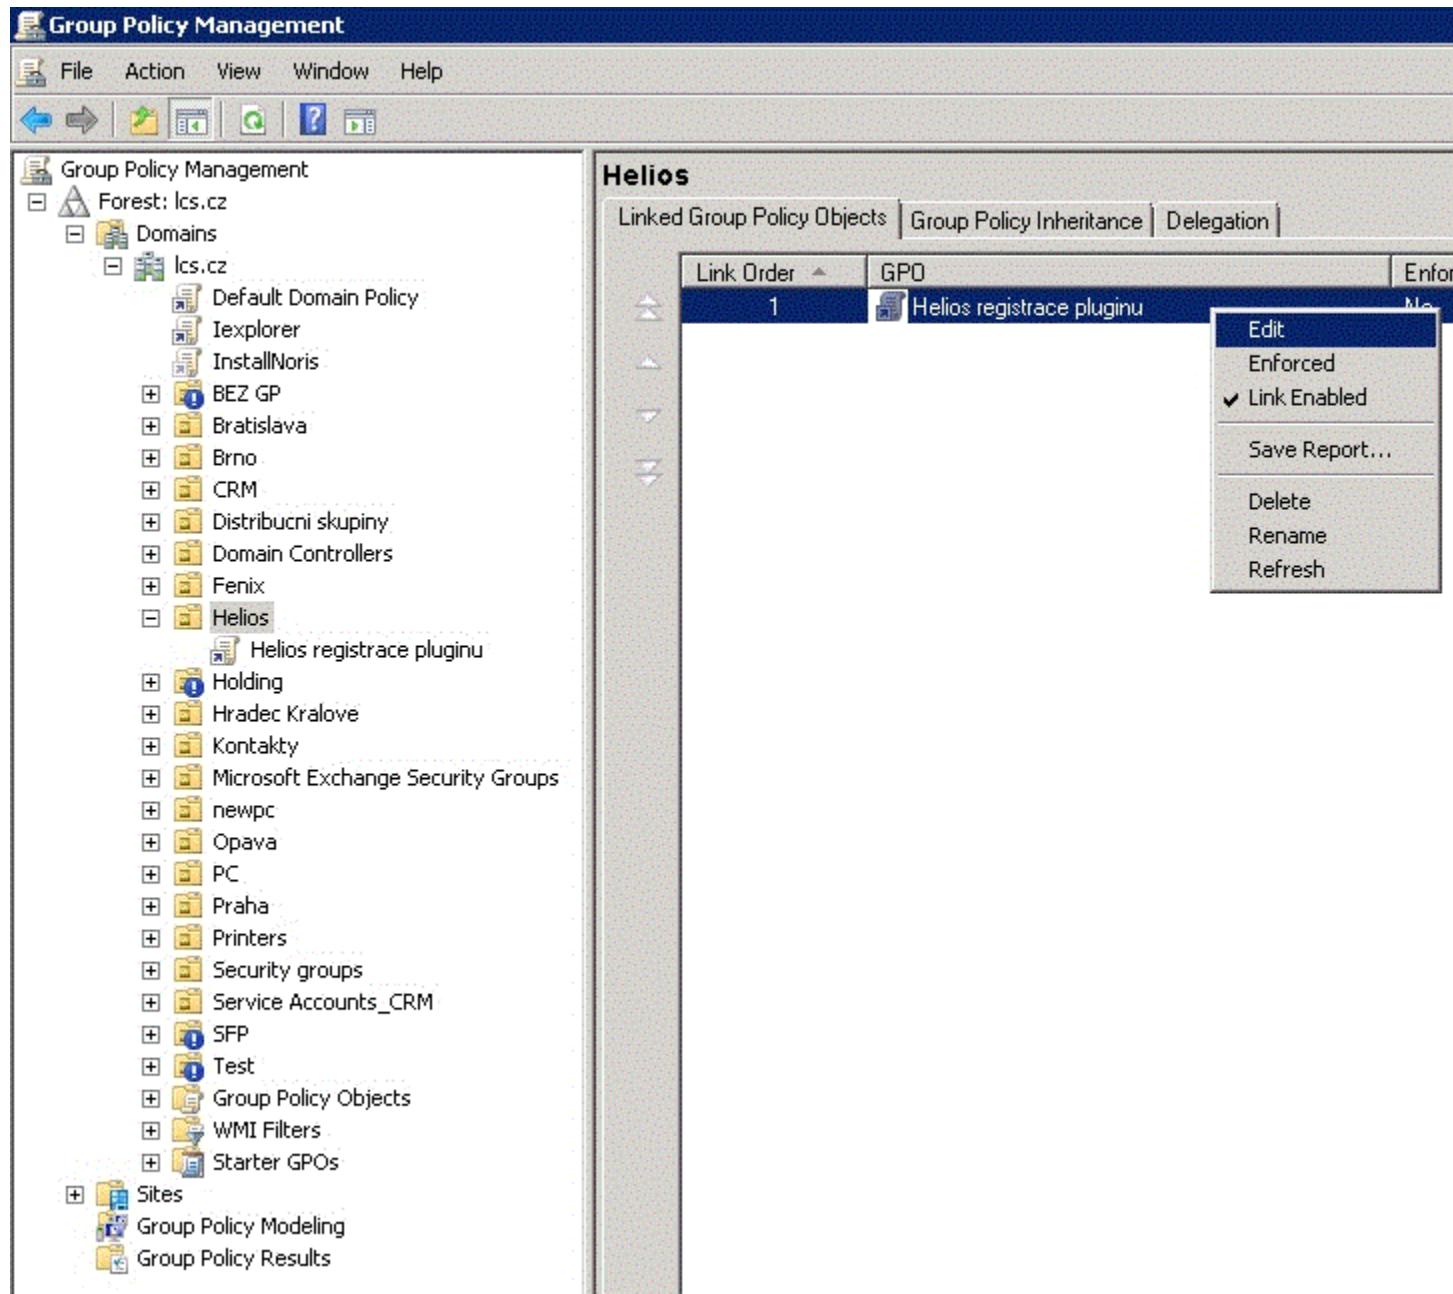 Group Policy Management
File Action View Window Help
Group Policy Management
Forest: lcs.cz
Domains
lcs.cz
Default Domain Policy
Iexplorer
InstallNoris
BEZ GP
Bratislava
Brno
CRM
Distribucni skupiny
Domain Controllers
Fenix
Helios
Helios registrace pluginu
Holding
Hradec Kralove
Kontakty
Microsoft Exchange Security Groups
newpc
Opava
PC
Praha
Printers
Security groups
Service Accounts_CRM
SFP
Test
Group Policy Objects
WMI Filters
Starter GPOs
Sites
Group Policy Modeling
Group Policy Results
Helios
Linked Group Policy Objects Group Policy Inheritance Delegation
Link Order GPO Enfor
1 Helios registrace pluginu No
Edit
Enforced
Link Enabled
Save Report...
Delete
Rename
Refresh